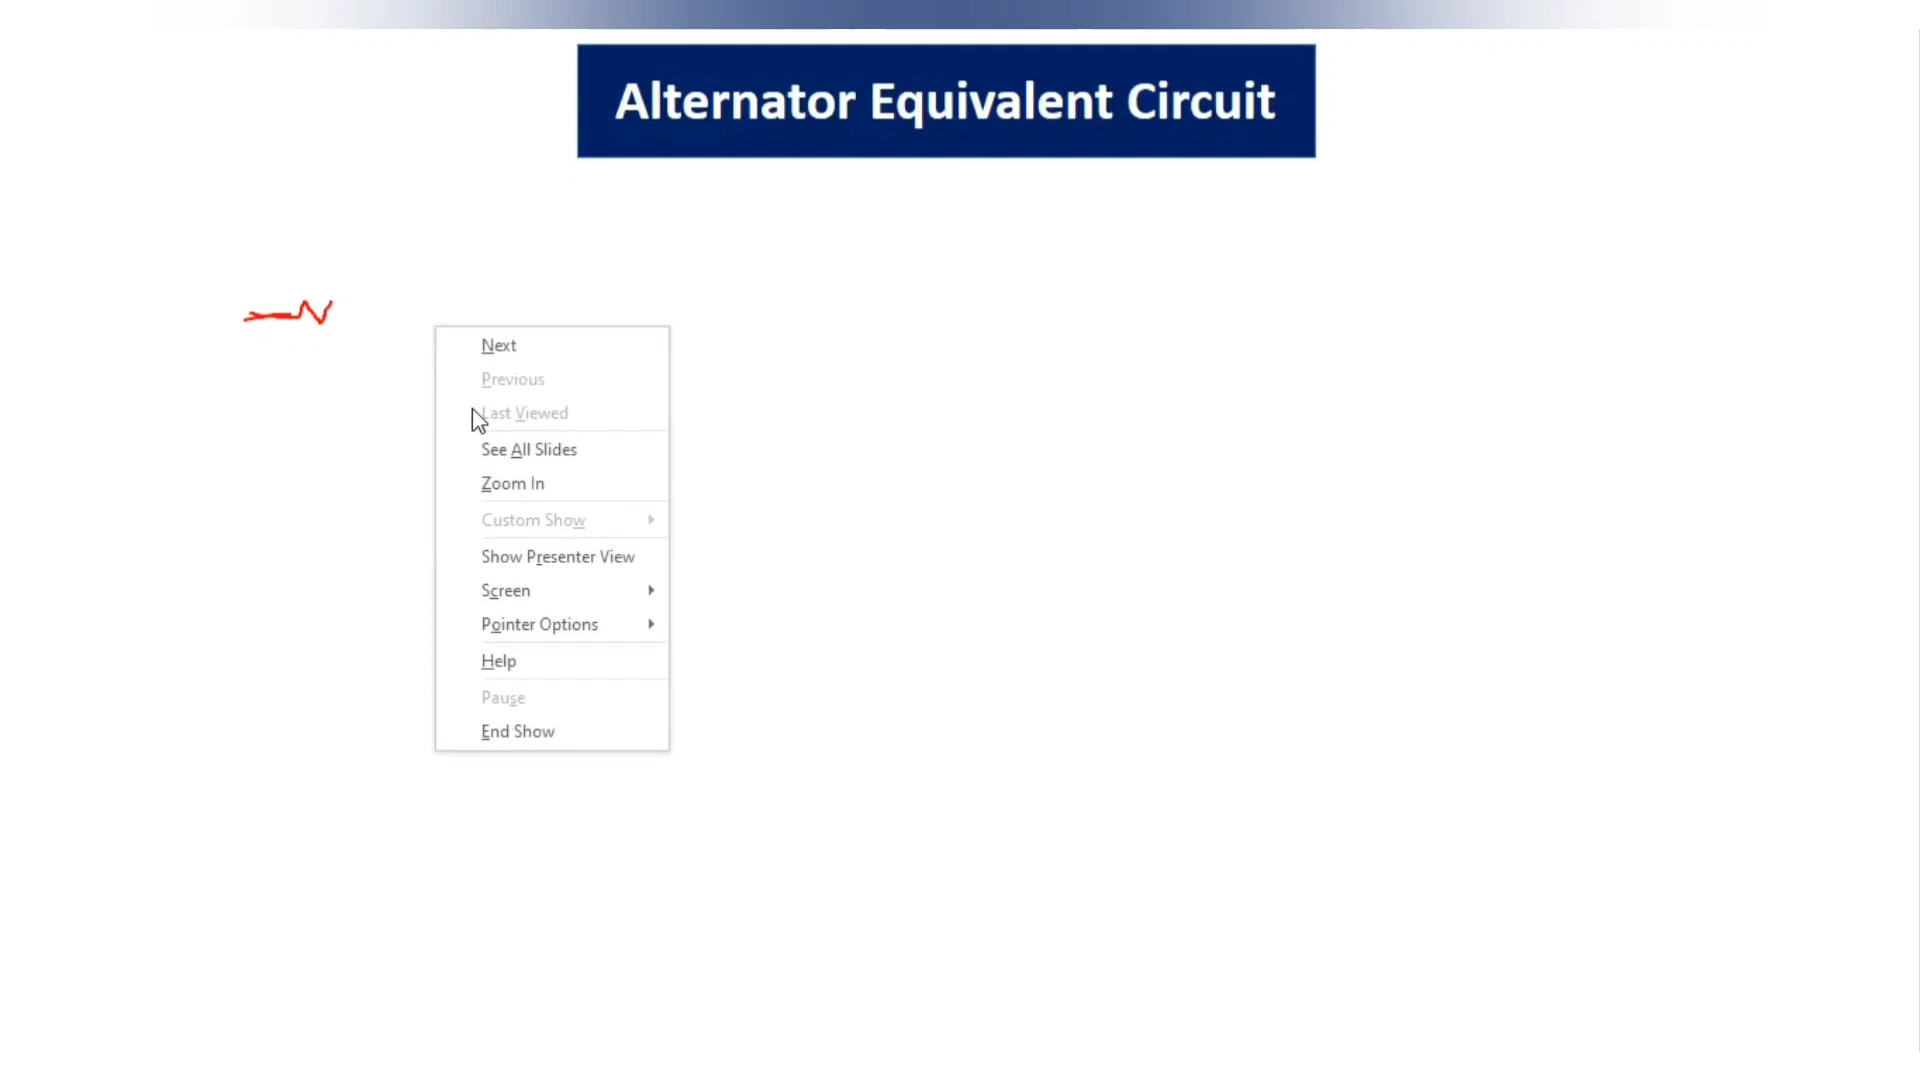 Alternator Equivalent Circuit
Next
Previous
Last Viewed
See All Slides
Zoom In
Custom Show
Show Presenter View
Screen
Pointer Options
Help
Pause
End Show